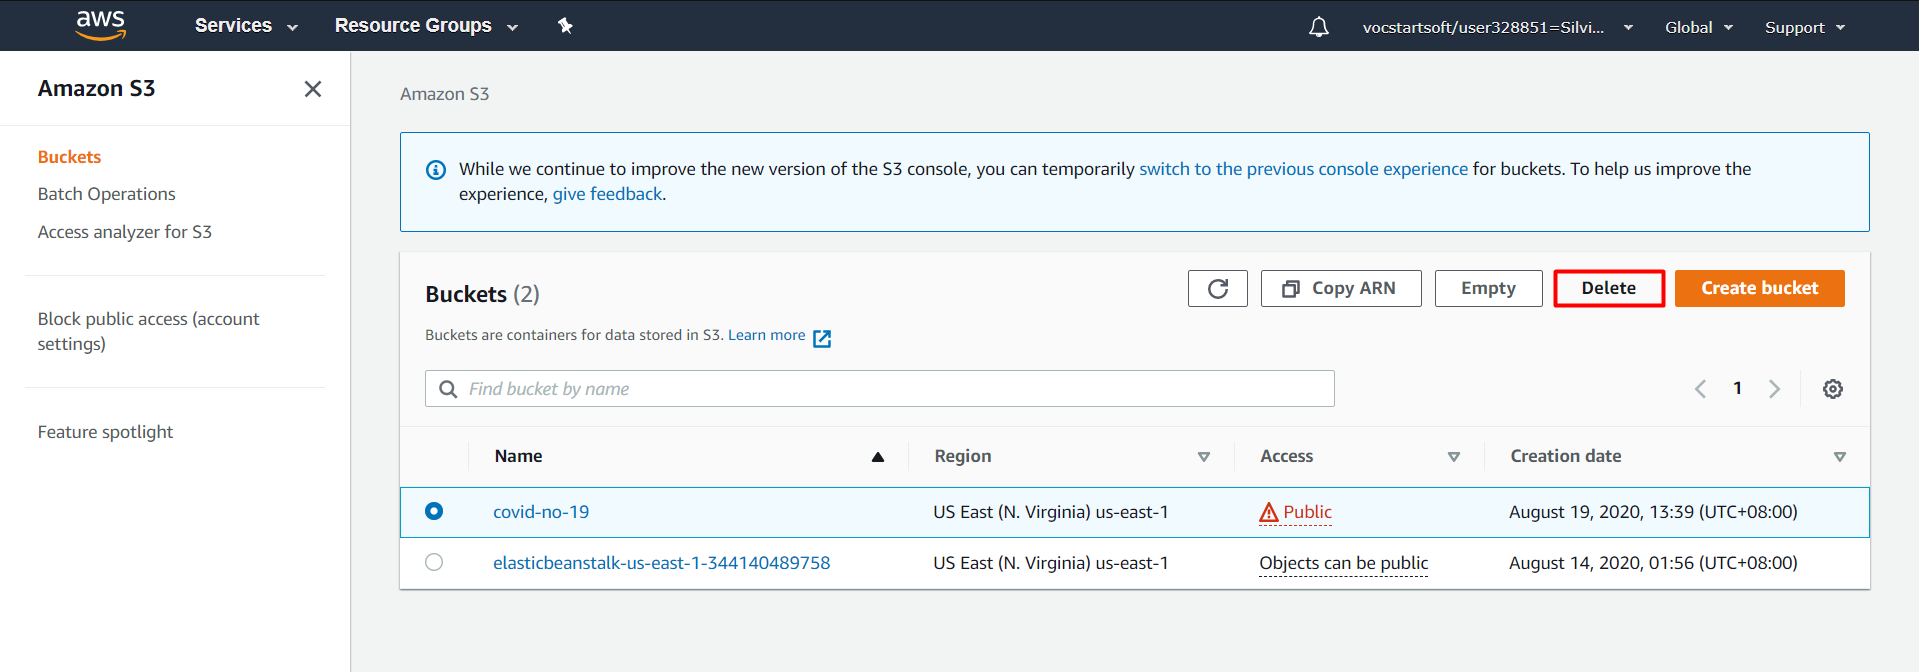 aws Services Resource Groups vocstartsoft/user328851=Silvi... Global Support
Amazon S3
Buckets
Batch Operations
Access analyzer for S3
Block public access (account
settings)
Feature spotlight
Amazon S3
While we continue to improve the new version of the S3 console, you can temporarily switch to the previous console experience for buckets. To help us improve the
experience, give feedback.
Buckets (2) Copy ARN Empty Delete Create bucket
Buckets are containers for data stored in S3. Learn more
Find bucket by name 1
Name Region Access Creation date
covid-no-19 US East (N. Virginia) us-east-1 Public August 19, 2020, 13:39 (UTC+08:00)
elasticbeanstalk-us-east-1-344140489758 US East (N. Virginia) us-east-1 Objects can be public August 14, 2020, 01:56 (UTC+08:00)